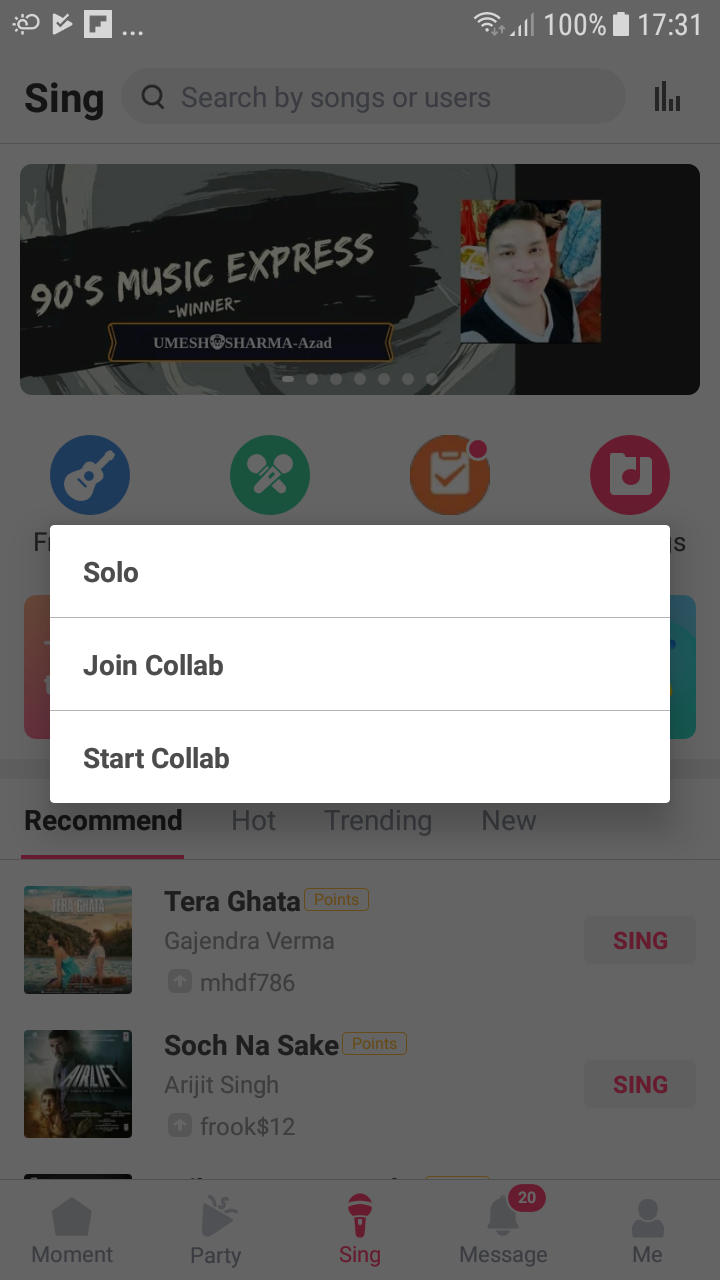 ... 100% 17:31
Sing Search by songs or users
90'S MUSIC EXPRESS
-WINNER-
UMESH SHARMA-Azad
Solo
Join Collab
Start Collab
Recommend Hot Trending New
TERA GHATA
Tera Ghata Points
Gajendra Verma
SING
mhdf786
AIRLIFT
Soch Na Sake Points
Arijit Singh
SING
frook$12
20
Moment Party Sing Message Me